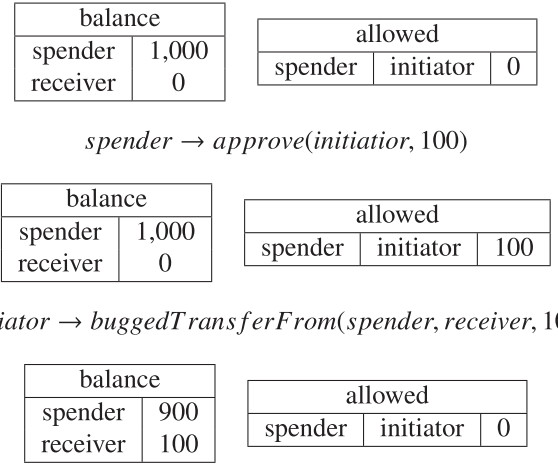 balance
spender 1,000
receiver 0
allowed
spender initiator 0
spender → approve(initiatior, 100)
balance
spender 1,000
receiver 0
allowed
spender initiator 100
iator → buggedTransferFrom(spender, receiver, 10
balance
spender 900
receiver 100
allowed
spender initiator 0